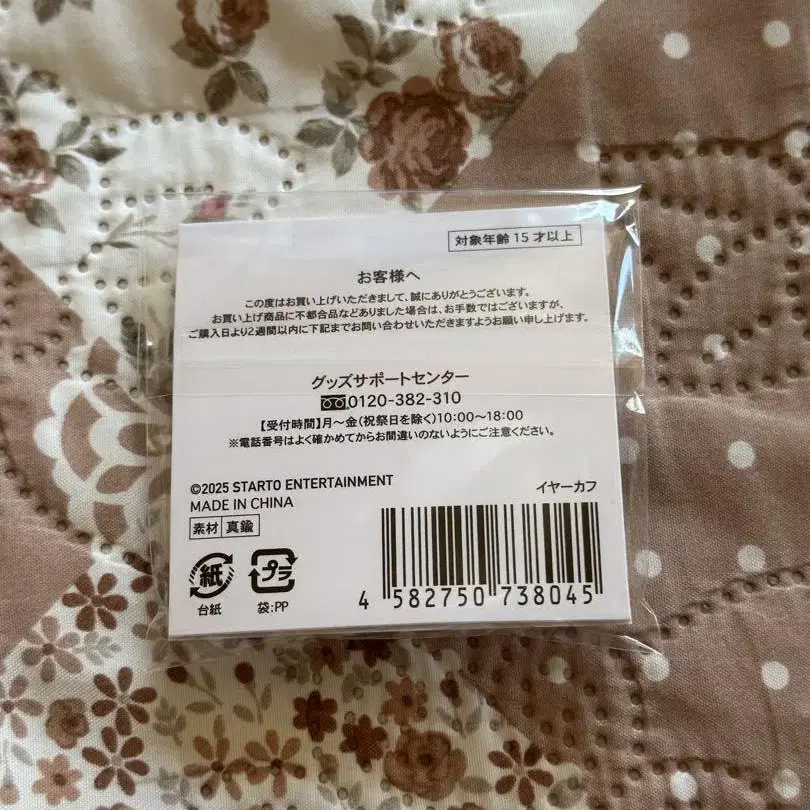 対象年齢 15才以上
お客様へ
この度はお買い上げいただきまして、誠にありがとうございます。
お買い上げ商品に不都合品などありました場合は、お手数ではございますが、
ご購入日より2週間以内に下記までお問い合わせいただきますようお願い申し上げます。
グッズサポートセンター
0120-382-310
【受付時間】月〜金(祝祭日を除く)10:00〜18:00
※電話番号はよく確かめてからお間違いのないようにご注意ください。
©2025 STARTO ENTERTAINMENT
イヤーカフ
MADE IN CHINA
素材 真鍮
紙 プラ
台紙 袋:PP
4 582750 738045